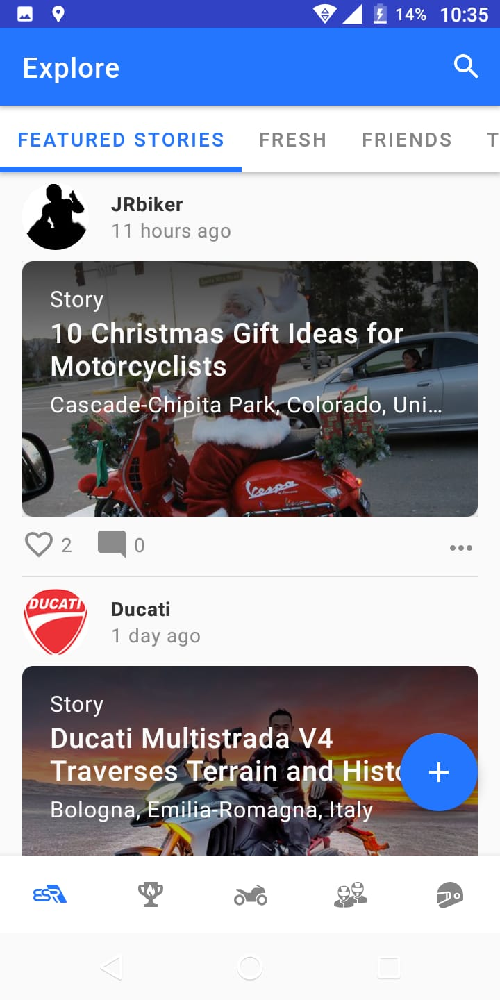 14% 10:35
Explore
FEATURED STORIES FRESH FRIENDS T
JRbiker
11 hours ago
Story
10 Christmas Gift Ideas for
Motorcyclists
Cascade-Chipita Park, Colorado, Uni...
Vespa
Vespa
2 0
DUCATI
Ducati
1 day ago
Story
Ducati Multistrada V4
Traverses Terrain and Histo
Bologna, Emilia-Romagna, Italy
ESR